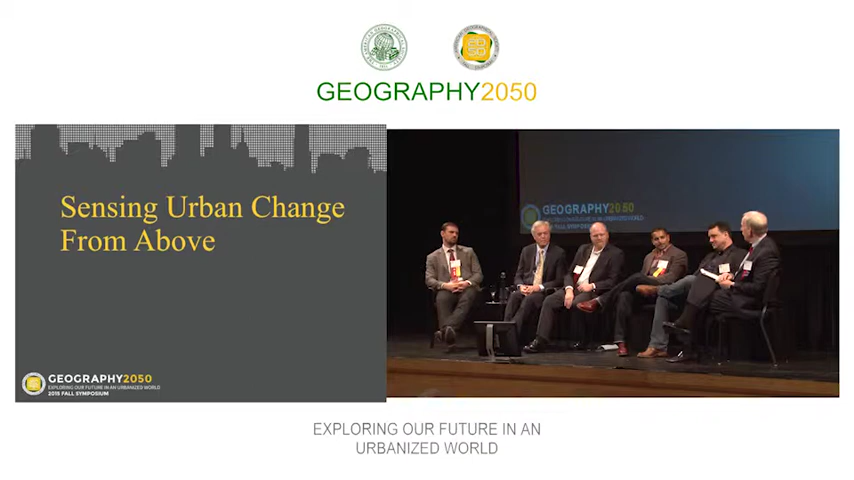 GEOGRAPHY2050
Sensing Urban Change
From Above
GEOGRAPHY2050
EXPLORING OUR FUTURE IN AN URBANIZED WORLD
2015 FALL SYMPOSIUM
GEOGRAPHY2050
EXPLORING OUR FUTURE IN AN
URBANIZED WORLD